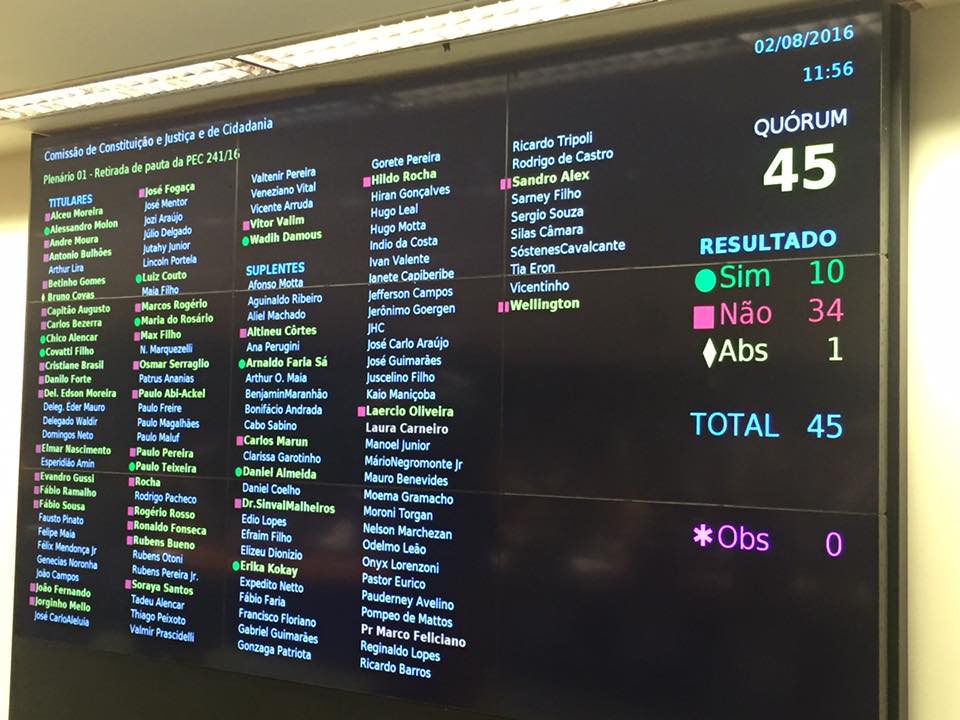 02/08/2016
11:56
Comissão de Constituição e Justiça e de Cidadania
Plenário 01 - Retirada de pauta da PEC 241/16
TITULARES
Alceu Moreira
Alessandro Molon
Andre Moura
Antonio Bulhões
Arthur Lira
Betinho Gomes
Bruno Covas
Capitão Augusto
Carlos Bezerra
Chico Alencar
Covatti Filho
Cristiane Brasil
Danilo Forte
Del. Edson Moreira
Deleg. Éder Mauro
Delegado Waldir
Domingos Neto
Elmar Nascimento
Esperidião Amin
Evandro Gussi
Fábio Ramalho
Fábio Sousa
Fausto Pinato
Felipe Maia
Félix Mendonça Jr
Genecias Noronha
João Campos
João Fernando
Jorginho Mello
José CarloAleluia
José Fogaça
José Mentor
Jozi Araújo
Júlio Delgado
Jutahy Junior
Lincoln Portela
Luiz Couto
Maia Filho
Marcos Rogério
Maria do Rosário
Max Filho
N. Marquezelli
Osmar Serraglio
Patrus Ananias
Paulo Abi-Ackel
Paulo Freire
Paulo Magalhães
Paulo Maluf
Paulo Pereira
Paulo Teixeira
Rocha
Rodrigo Pacheco
Rogério Rosso
Ronaldo Fonseca
Rubens Bueno
Rubens Otoni
Rubens Pereira Jr.
Soraya Santos
Tadeu Alencar
Thiago Peixoto
Valmir Prascidelli
Valtenir Pereira
Veneziano Vital
Vicente Arruda
Vitor Valim
Wadih Damous
SUPLENTES
Afonso Motta
Aguinaldo Ribeiro
Aliel Machado
Altineu Côrtes
Ana Perugini
Arnaldo Faria Sá
Arthur O. Maia
BenjaminMaranhão
Bonifácio Andrada
Cabo Sabino
Carlos Marun
Clarissa Garotinho
Daniel Almeida
Daniel Coelho
Dr.SinvalMalheiros
Edio Lopes
Efraim Filho
Elizeu Dionizio
Erika Kokay
Expedito Netto
Fábio Faria
Francisco Floriano
Gabriel Guimarães
Gonzaga Patriota
Gorete Pereira
Hildo Rocha
Hiran Gonçalves
Hugo Leal
Hugo Motta
Indio da Costa
Ivan Valente
Janete Capiberibe
Jefferson Campos
Jerônimo Goergen
JHC
José Carlo Araújo
José Guimarães
Juscelino Filho
Kaio Maniçoba
Laercio Oliveira
Laura Carneiro
Manoel Junior
MárioNegromonte Jr
Mauro Benevides
Moema Gramacho
Moroni Torgan
Nelson Marchezan
Odelmo Leão
Onyx Lorenzoni
Pastor Eurico
Pauderney Avelino
Pompeo de Mattos
Pr Marco Feliciano
Reginaldo Lopes
Ricardo Barros
Ricardo Tripoli
Rodrigo de Castro
Sandro Alex
Sarney Filho
Sergio Souza
Silas Câmara
SóstenesCavalcante
Tia Eron
Vicentinho
Wellington
QUÓRUM
45
RESULTADO
Sim 10
Não 34
Abs 1
TOTAL 45
Obs 0